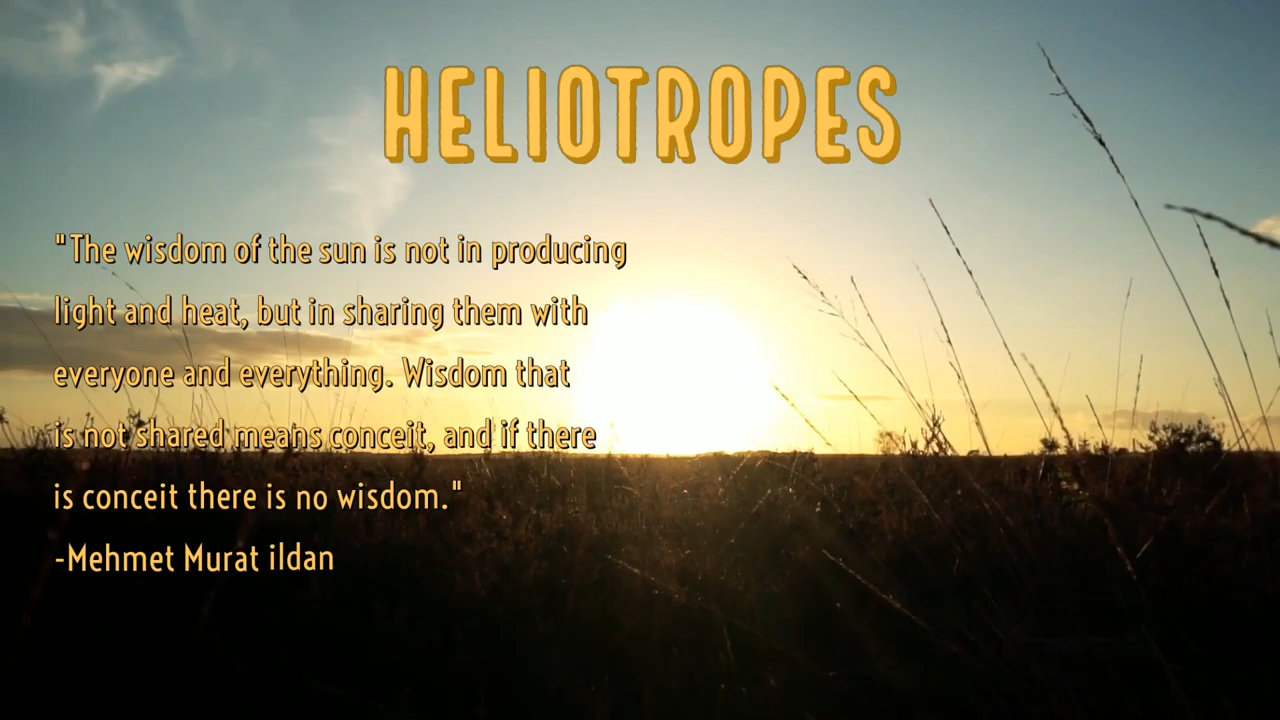 HELIOTROPES
"The wisdom of the sun is not in producing
light and heat, but in sharing them with
everyone and everything. Wisdom that
is not shared means conceit, and if there
is conceit there is no wisdom."
-Mehmet Murat ildan